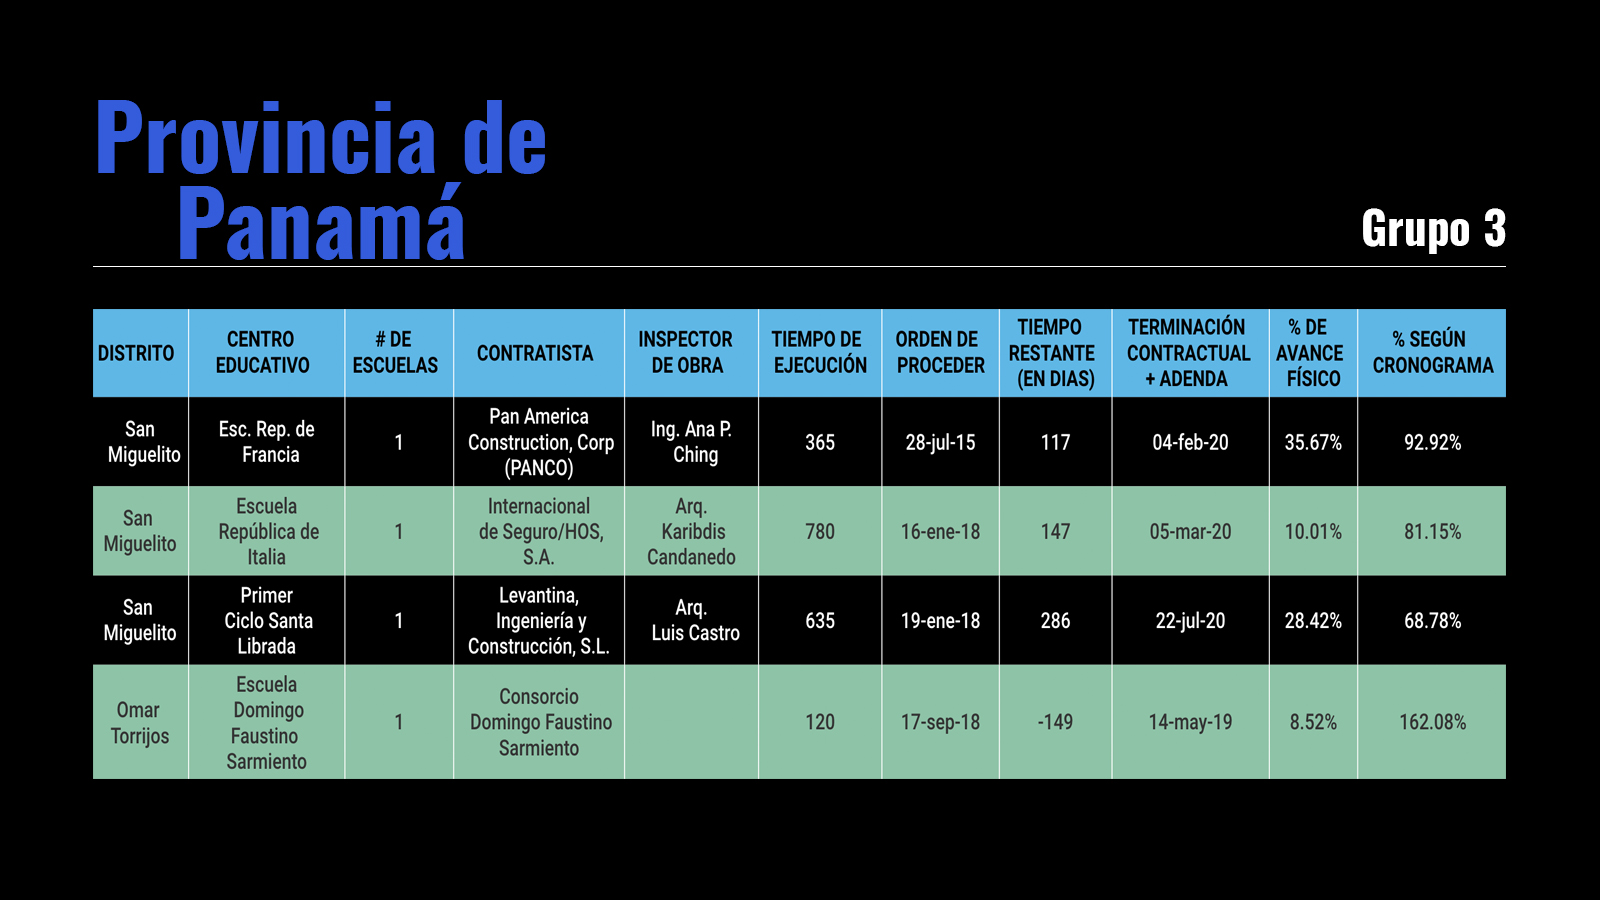 Provincia de
Panamá
Grupo 3
DISTRITO
CENTRO
EDUCATIVO
# DE
ESCUELAS
CONTRATISTA
INSPECTOR
DE OBRA
TIEMPO DE
EJECUCIÓN
ORDEN DE
PROCEDER
TIEMPO
RESTANTE
(EN DIAS)
TERMINACIÓN
CONTRACTUAL
+ ADENDA
% DE
AVANCE
FÍSICO
% SEGÚN
CRONOGRAMA
San
Miguelito
Esc. Rep. de
Francia
1
Pan America
Construction, Corp
(PANCO)
Ing. Ana P.
Ching
365
28-jul-15
117
04-feb-20
35.67%
92.92%
San
Miguelito
Escuela
República de
Italia
1
Internacional
de Seguro/HOS,
S.A.
Arq.
Karibdis
Candanedo
780
16-ene-18
147
05-mar-20
10.01%
81.15%
San
Miguelito
Primer
Ciclo Santa
Librada
1
Levantina,
Ingeniería y
Construcción, S.L.
Arq.
Luis Castro
635
19-ene-18
286
22-jul-20
28.42%
68.78%
Omar
Torrijos
Escuela
Domingo
Faustino
Sarmiento
1
Consorcio
Domingo Faustino
Sarmiento
120
17-sep-18
-149
14-may-19
8.52%
162.08%